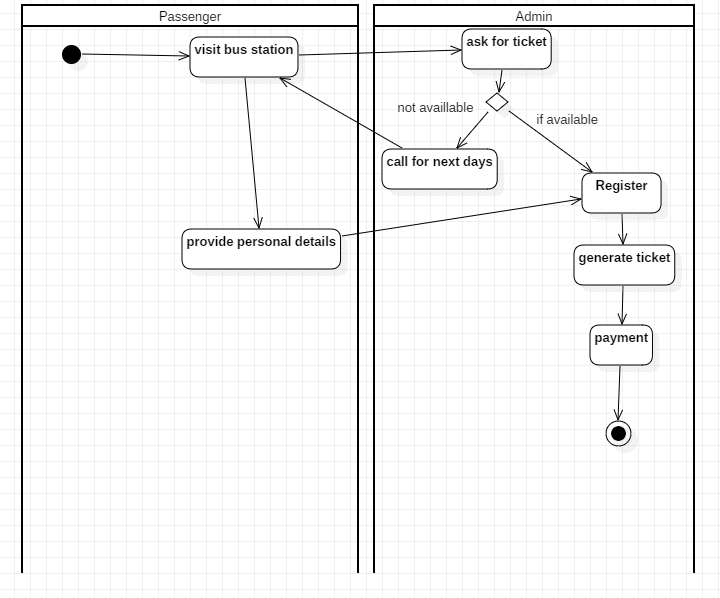 Passenger
Admin
visit bus station
ask for ticket
not availlable
if available
call for next days
Register
provide personal details
generate ticket
payment